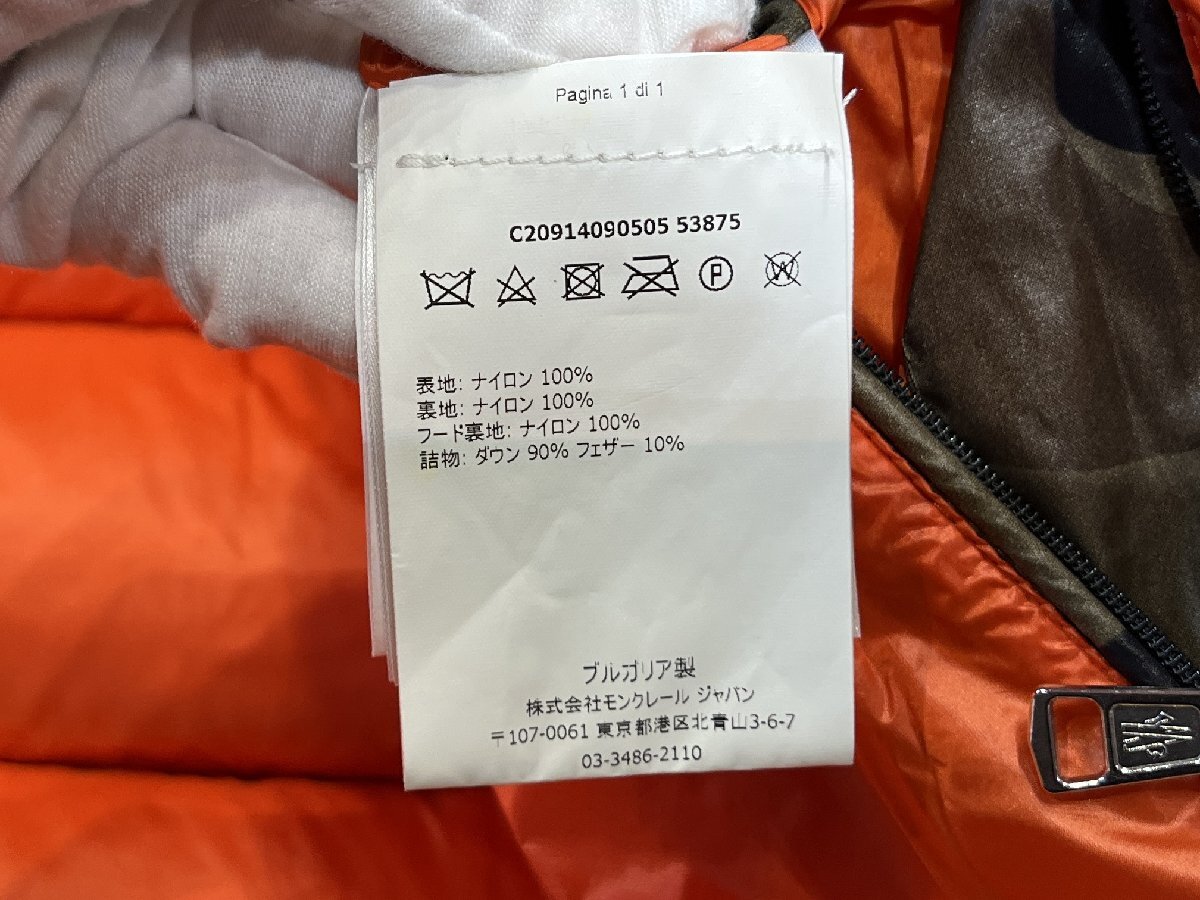 Pagina 1 di 1
C20914090505 53875
P
W
表地: ナイロン 100%
裏地: ナイロン 100%
フード裏地: ナイロン 100%
詰物: ダウン 90% フェザー 10%
ブルガリア製
株式会社モンクレール ジャパン
〒107-0061 東京都港区北青山3-6-7
03-3486-2110